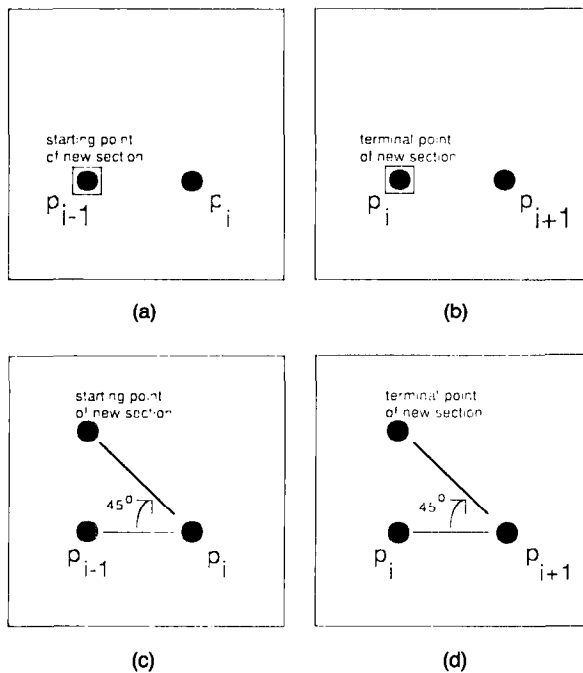 starting point
of new section
p i-1
p i
(a)
terminal point
of new section
p i
p i+1
(b)
starting point
of new section
45°
p i-1
p i
(c)
terminal point
of new section
45°
p i
p i+1
(d)